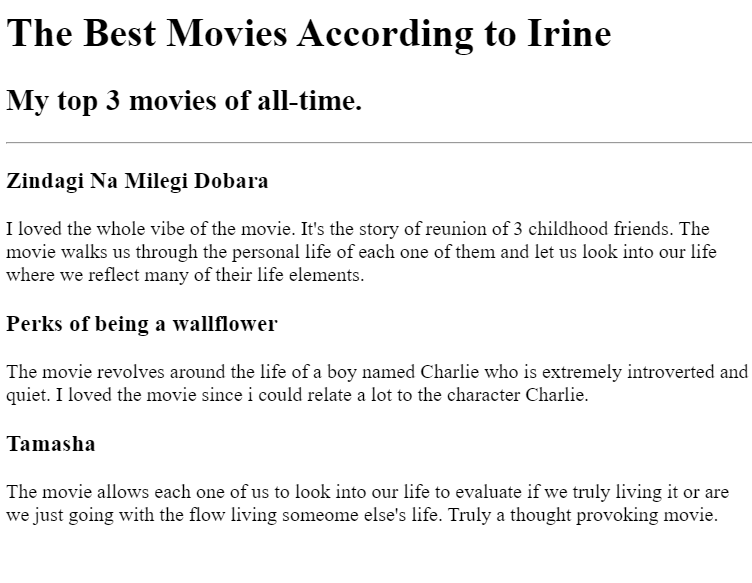 The Best Movies According to Irine
My top 3 movies of all-time.
Zindagi Na Milegi Dobara
I loved the whole vibe of the movie. It's the story of reunion of 3 childhood friends. The
movie walks us through the personal life of each one of them and let us look into our life
where we reflect many of their life elements.
Perks of being a wallflower
The movie revolves around the life of a boy named Charlie who is extremely introverted and
quiet. I loved the movie since i could relate a lot to the character Charlie.
Tamasha
The movie allows each one of us to look into our life to evaluate if we truly living it or are
we just going with the flow living someome else's life. Truly a thought provoking movie.